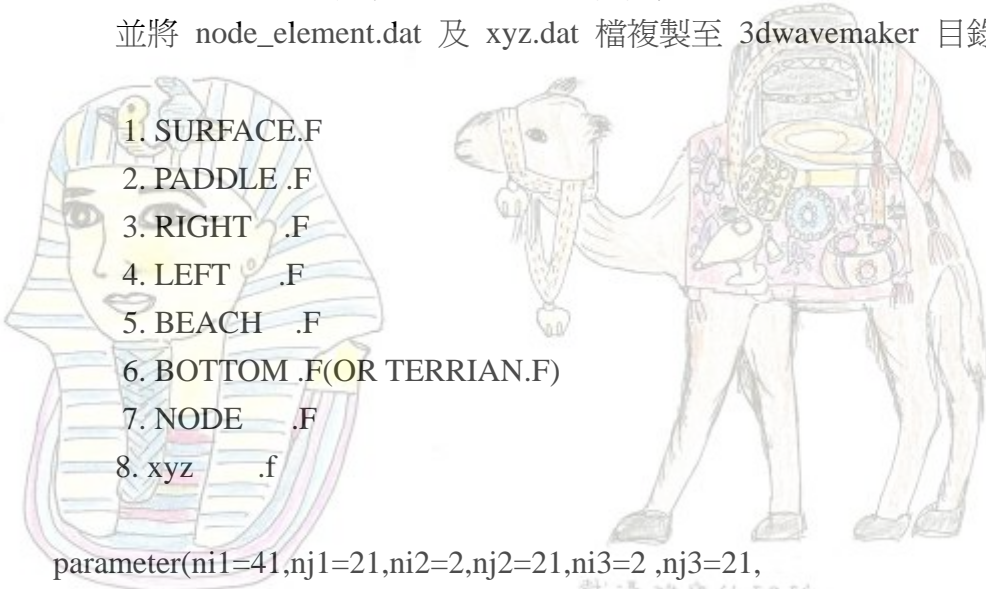 並將 node_element.dat 及 xyz.dat 檔複製至 3dwavemaker 目錄
1. SURFACE.F
2. PADDLE .F
3. RIGHT .F
4. LEFT .F
5. BEACH .F
6. BOTTOM .F(OR TERRIAN.F)
7. NODE .F
8. xyz .f
parameter(ni1=41,nj1=21,ni2=2,nj2=21,ni3=2 ,nj3=21,